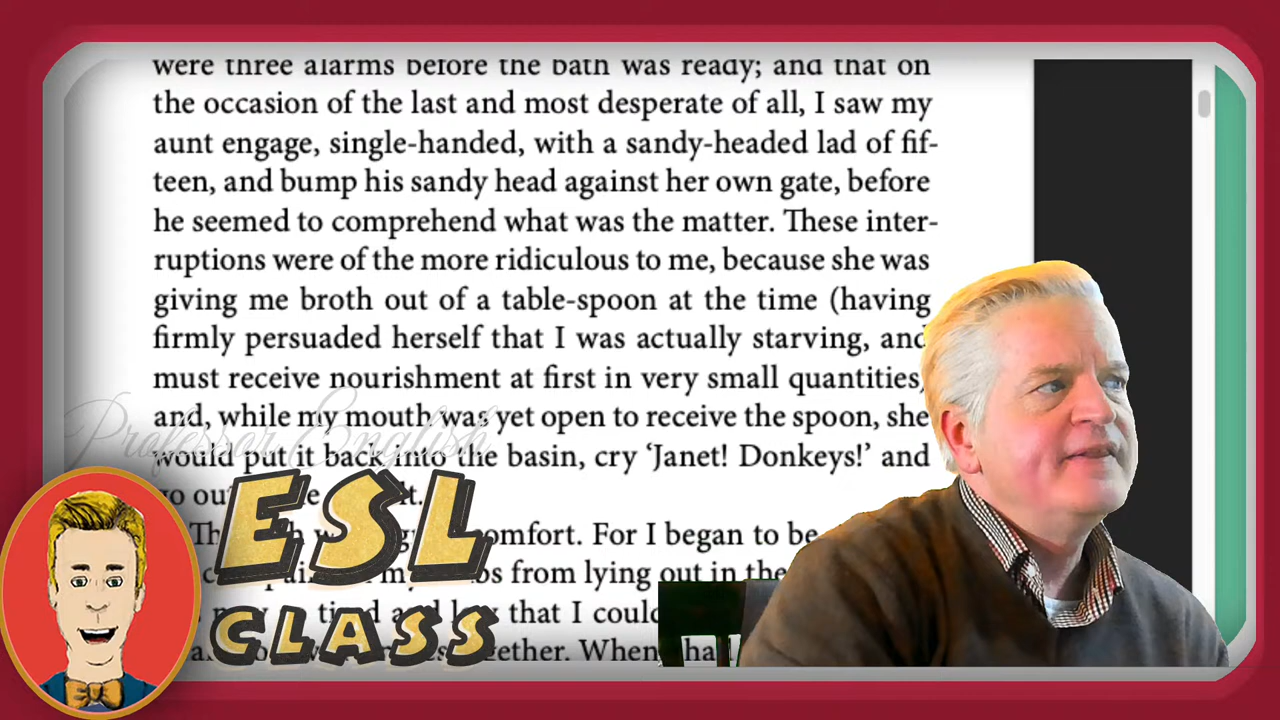 were three alarms before the bath was ready; and that on
the occasion of the last and most desperate of all, I saw my
aunt engage, single-handed, with a sandy-headed lad of fif-
teen, and bump his sandy head against her own gate, before
he seemed to comprehend what was the matter. These inter-
ruptions were of the more ridiculous to me, because she was
giving me broth out of a table-spoon at the time (having
firmly persuaded herself that I was actually starving, and
must receive nourishment at first in very small quantities,
and, while my mouth was yet open to receive the spoon, she
would put it back into the basin, cry ‘Janet! Donkeys!’ and
go out
omfort. For I began to be
from lying out in the
that I could
When
Professor English
ESL
CLASS